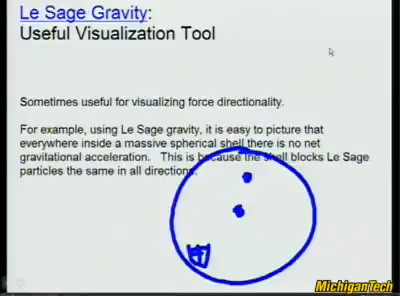 Le Sage Gravity:
Useful Visualization Tool
Sometimes useful for visualizing force directionality.
For example, using Le Sage gravity, it is easy to picture that
everywhere inside a massive spherical shell there is no net
gravitational acceleration. This is because the shell blocks Le Sage
particles the same in all directions.
MichiganTech